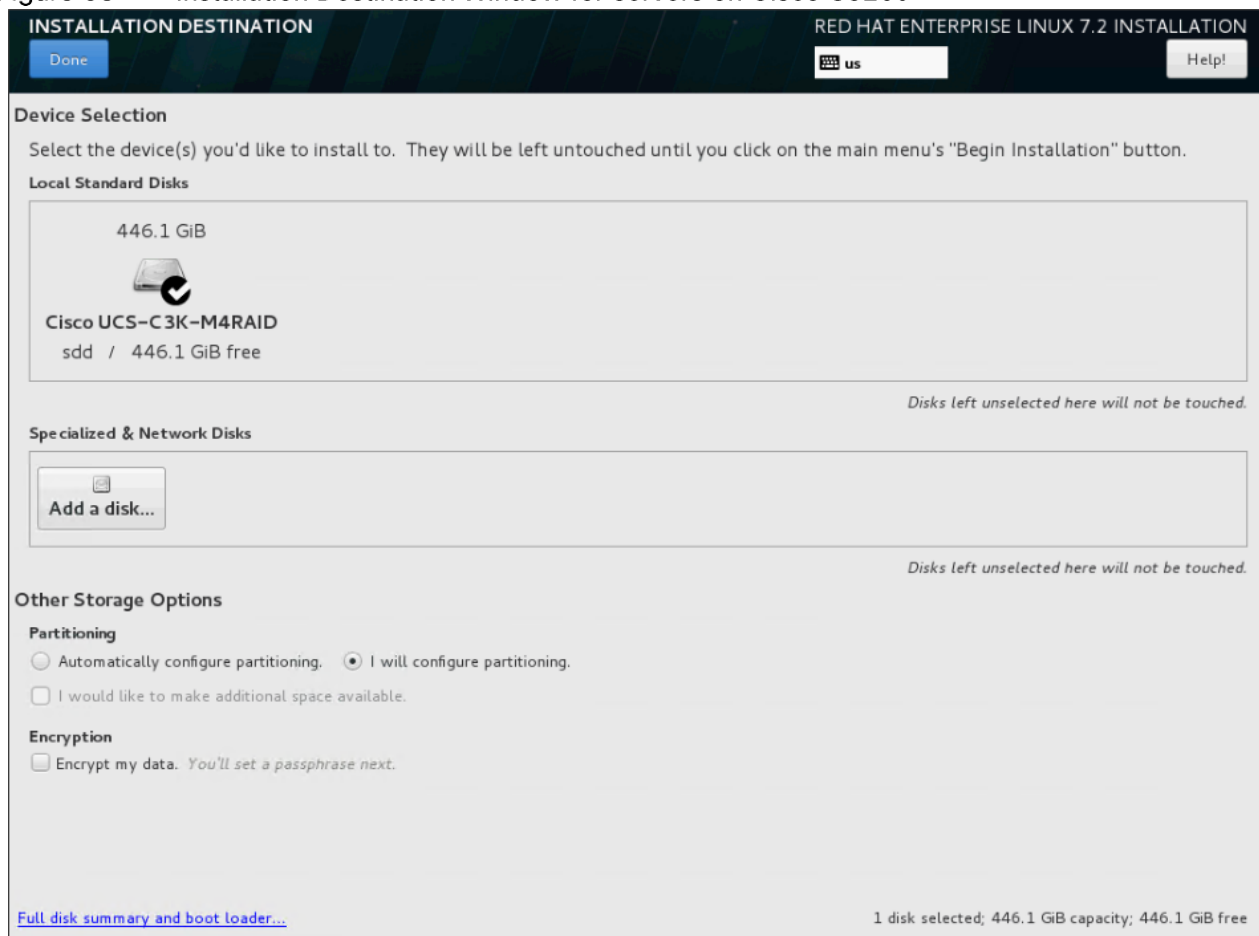 INSTALLATION DESTINATION
RED HAT ENTERPRISE LINUX 7.2 INSTALLATION
Done
us
Help!
Device Selection
Select the device(s) you'd like to install to. They will be left untouched until you click on the main menu's "Begin Installation" button.
Local Standard Disks
446.1 GiB
Cisco UCS-C3K-M4RAID
sdd / 446.1 GiB free
Disks left unselected here will not be touched.
Specialized & Network Disks
Add a disk...
Disks left unselected here will not be touched.
Other Storage Options
Partitioning
Automatically configure partitioning. I will configure partitioning.
I would like to make additional space available.
Encryption
Encrypt my data. You'll set a passphrase next.
Full disk summary and boot loader...
1 disk selected; 446.1 GiB capacity; 446.1 GiB free